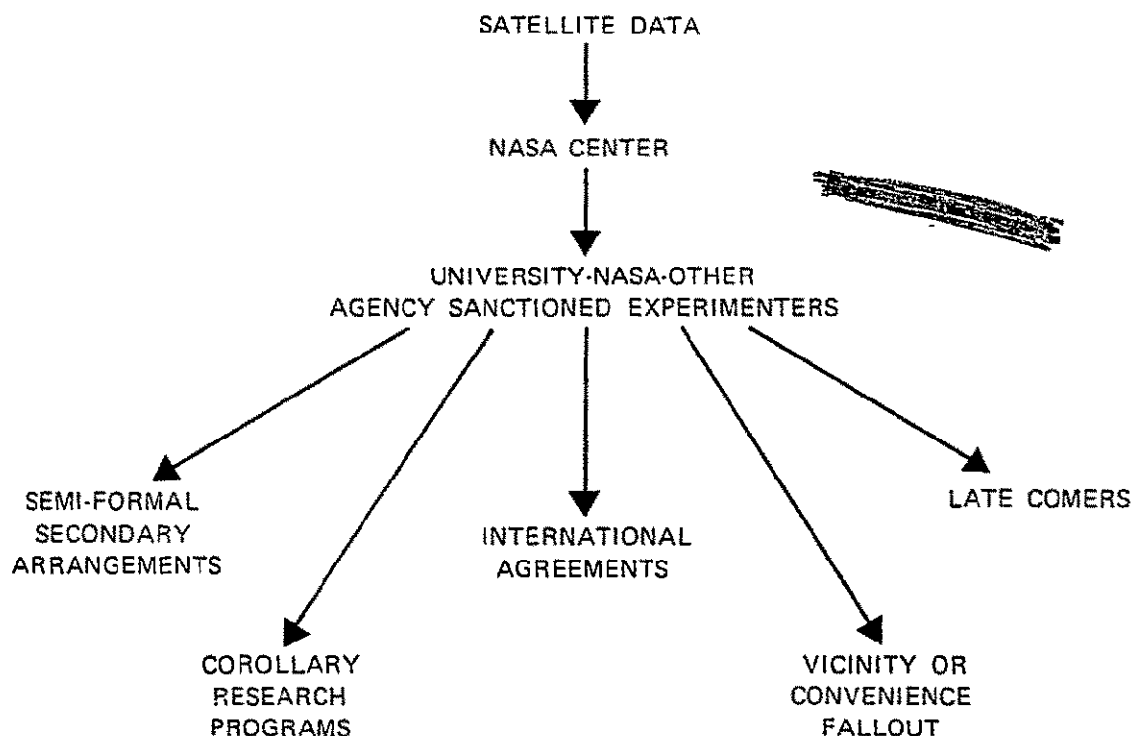 SATELLITE DATA
NASA CENTER
UNIVERSITY-NASA-OTHER
AGENCY SANCTIONED EXPERIMENTERS
SEMI-FORMAL
SECONDARY
ARRANGEMENTS
COROLLARY
RESEARCH
PROGRAMS
INTERNATIONAL
AGREEMENTS
VICINITY OR
CONVENIENCE
FALLOUT
LATE COMERS